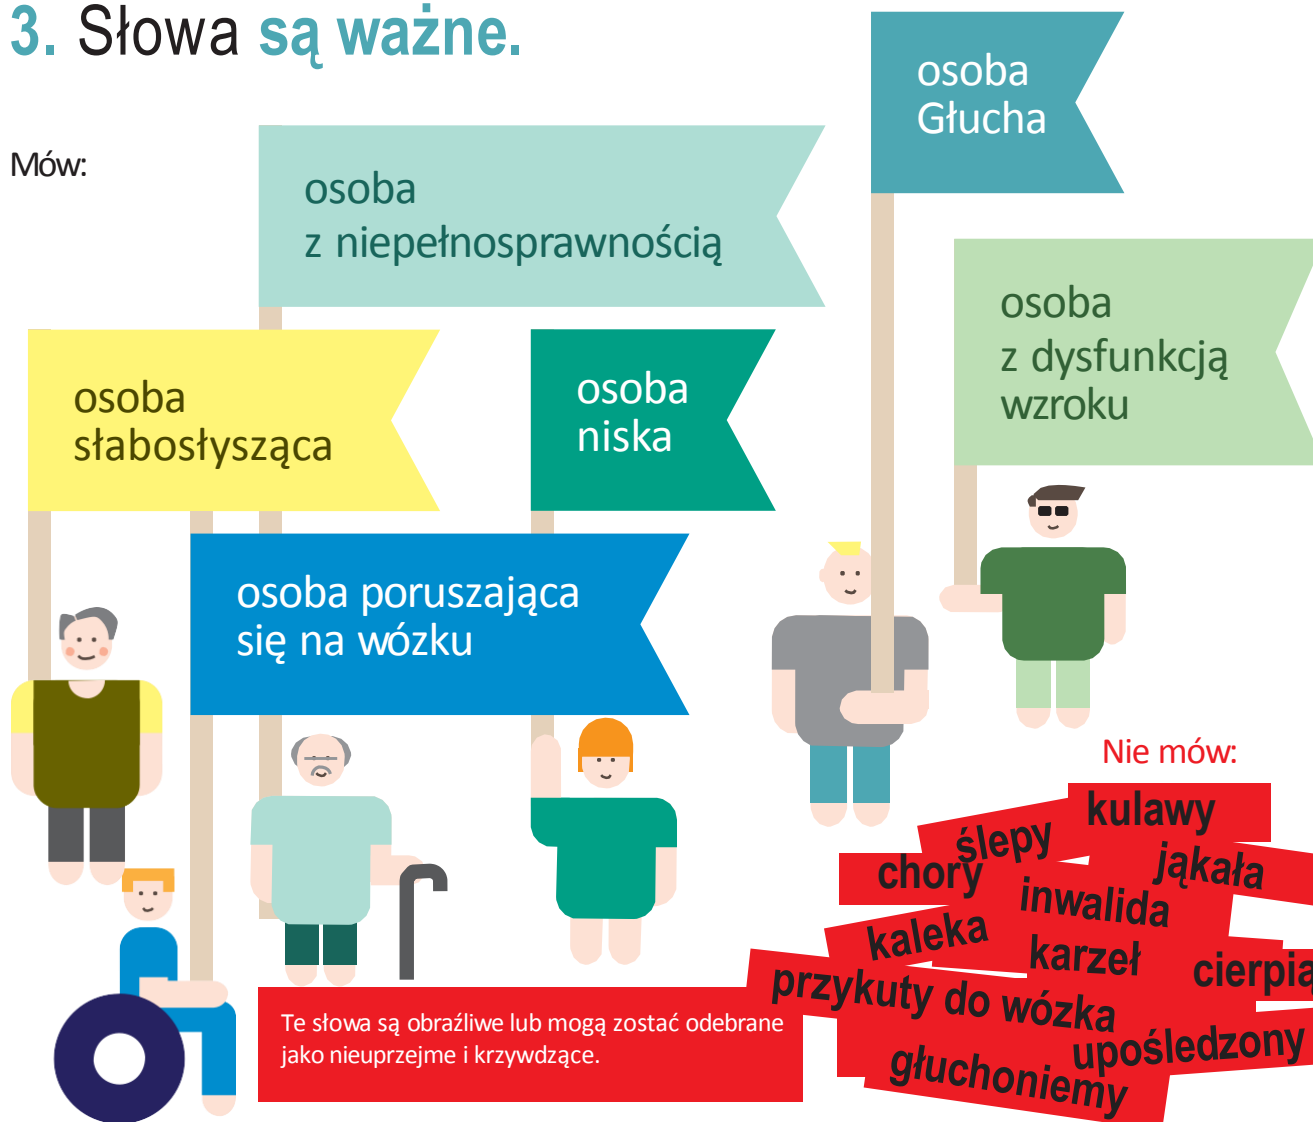 3. Słowa są ważne.
Mów:
osoba
Głucha
osoba
z niepełnosprawnością
osoba
z dysfunkcją
wzroku
osoba
słabosłysząca
osoba
niska
osoba poruszająca
się na wózku
Nie mów:
kulawy
ślepy
jąkała
chory
inwalida
kaleka
karzeł
przykuty do wózka
upośledzony
głuchoniemy
Te słowa są obraźliwe lub mogą zostać odebrane
jako nieuprzejme i krzywdzące.